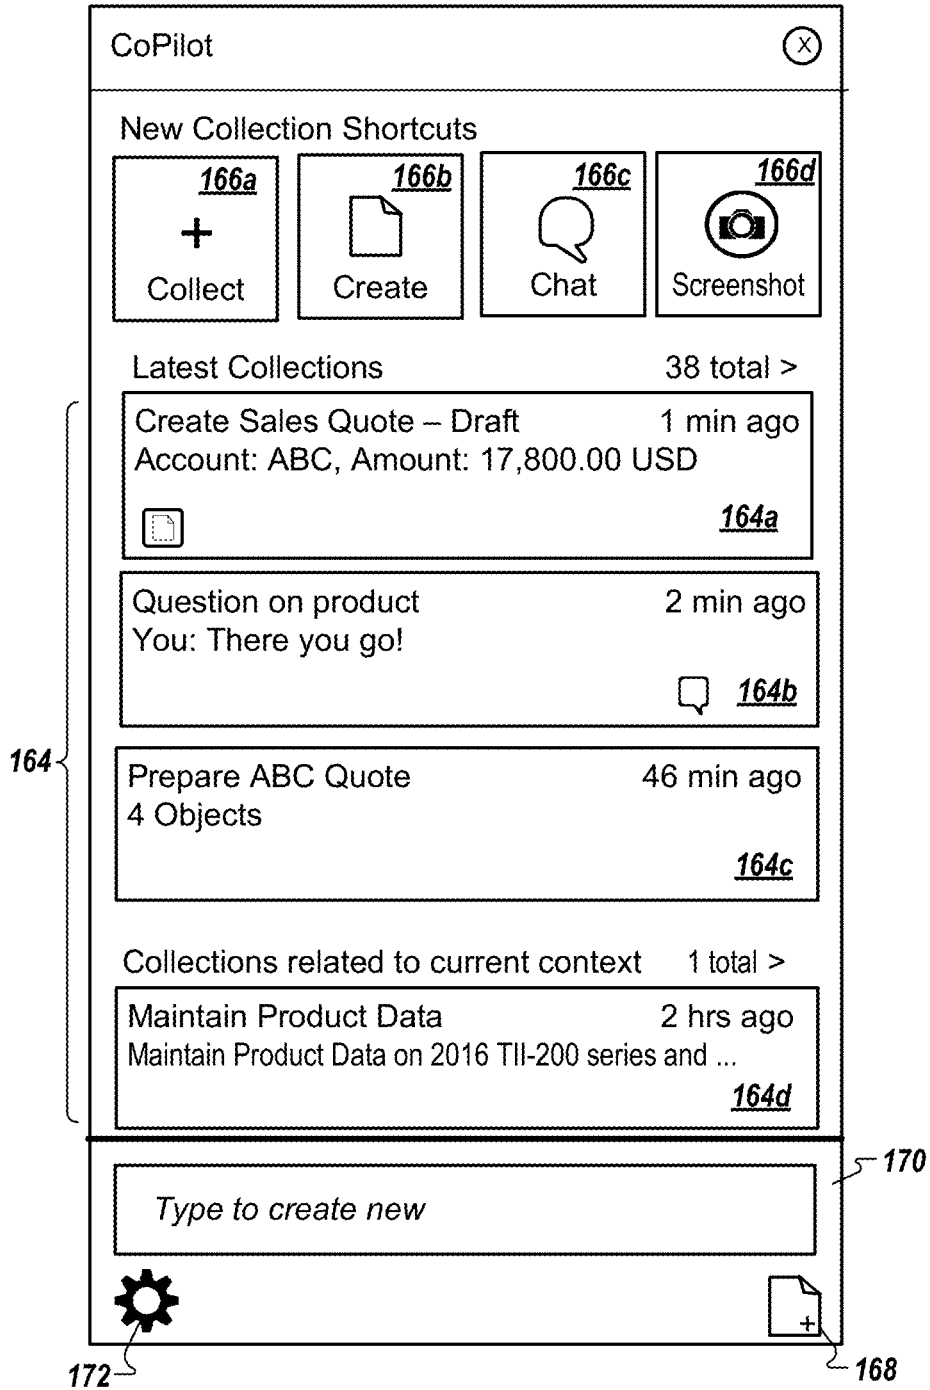 CoPilot X
New Collection Shortcuts
166a 166b 166c 166d
Collect Create Chat Screenshot
Latest Collections 38 total >
Create Sales Quote – Draft 1 min ago
Account: ABC, Amount: 17,800.00 USD
164a
Question on product 2 min ago
You: There you go!
164b
164
Prepare ABC Quote 46 min ago
4 Objects
164c
Collections related to current context 1 total >
Maintain Product Data 2 hrs ago
Maintain Product Data on 2016 TII-200 series and ...
164d
170
Type to create new
+
172 168